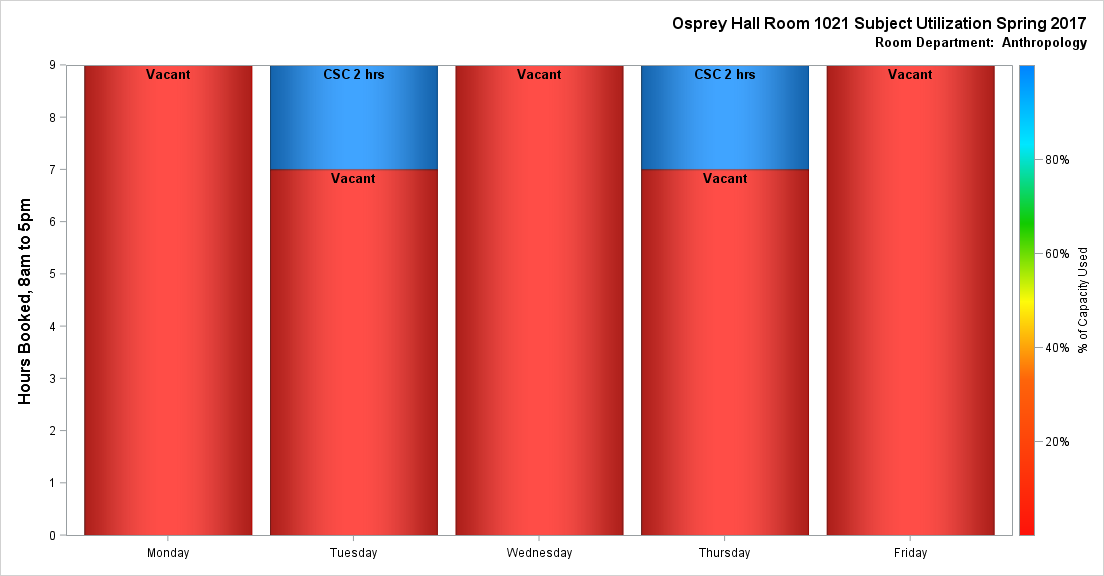 Osprey Hall Room 1021 Subject Utilization Spring 2017
Room Department:  Anthropology
Hours Booked, 8am to 5pm
9
8
7
6
5
4
3
2
1
0
Vacant
CSC 2 hrs
Vacant
Vacant
CSC 2 hrs
Vacant
Vacant
Monday
Tuesday
Wednesday
Thursday
Friday
80%
60%
40%
20%
% of Capacity Used